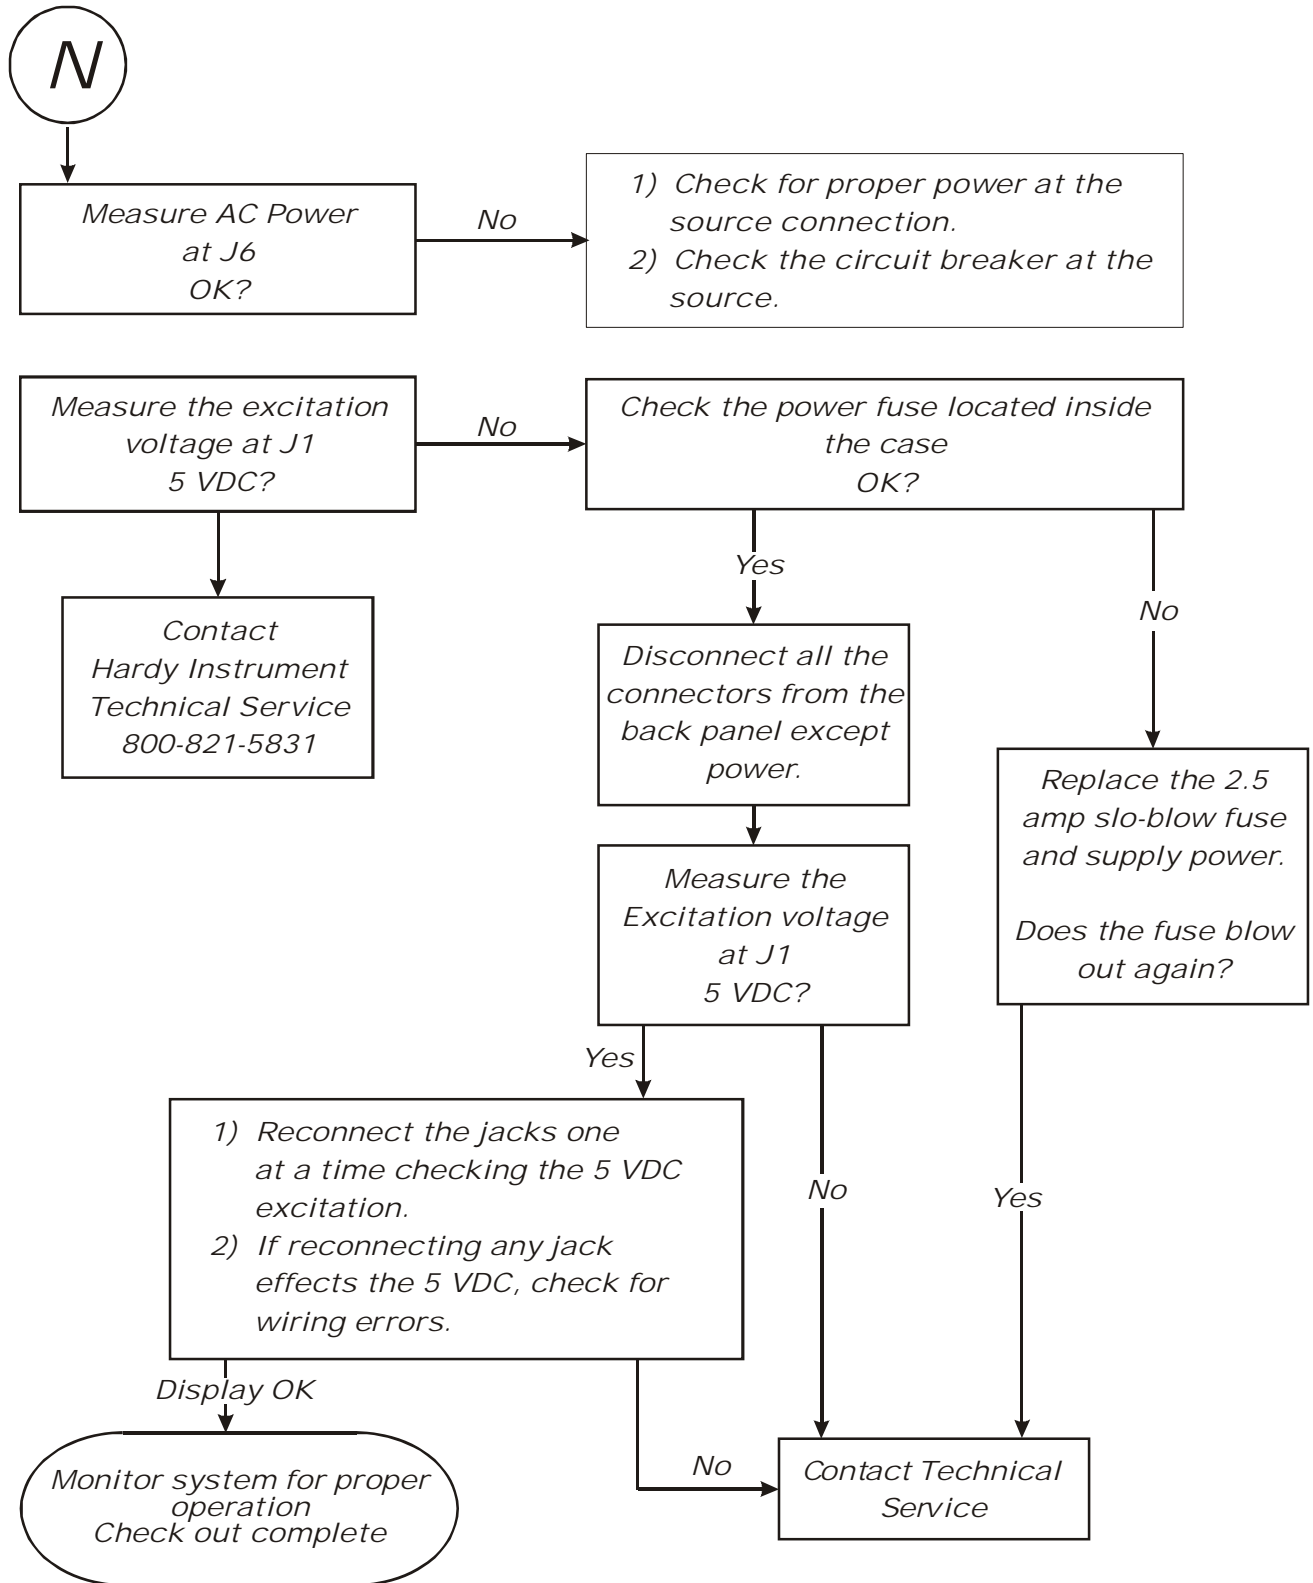 N
Measure AC Power
at J6
OK?
No
1) Check for proper power at the
source connection.
2) Check the circuit breaker at the
source.
Measure the excitation
voltage at J1
5 VDC?
No
Check the power fuse located inside
the case
OK?
Yes
No
Contact
Hardy Instrument
Technical Service
800-821-5831
Disconnect all the
connectors from the
back panel except
power.
Replace the 2.5
amp slo-blow fuse
and supply power.
Does the fuse blow
out again?
Measure the
Excitation voltage
at J1
5 VDC?
Yes
No
Yes
1) Reconnect the jacks one
at a time checking the 5 VDC
excitation.
2) If reconnecting any jack
effects the 5 VDC, check for
wiring errors.
Display OK
No
Monitor system for proper
operation
Check out complete
Contact Technical
Service